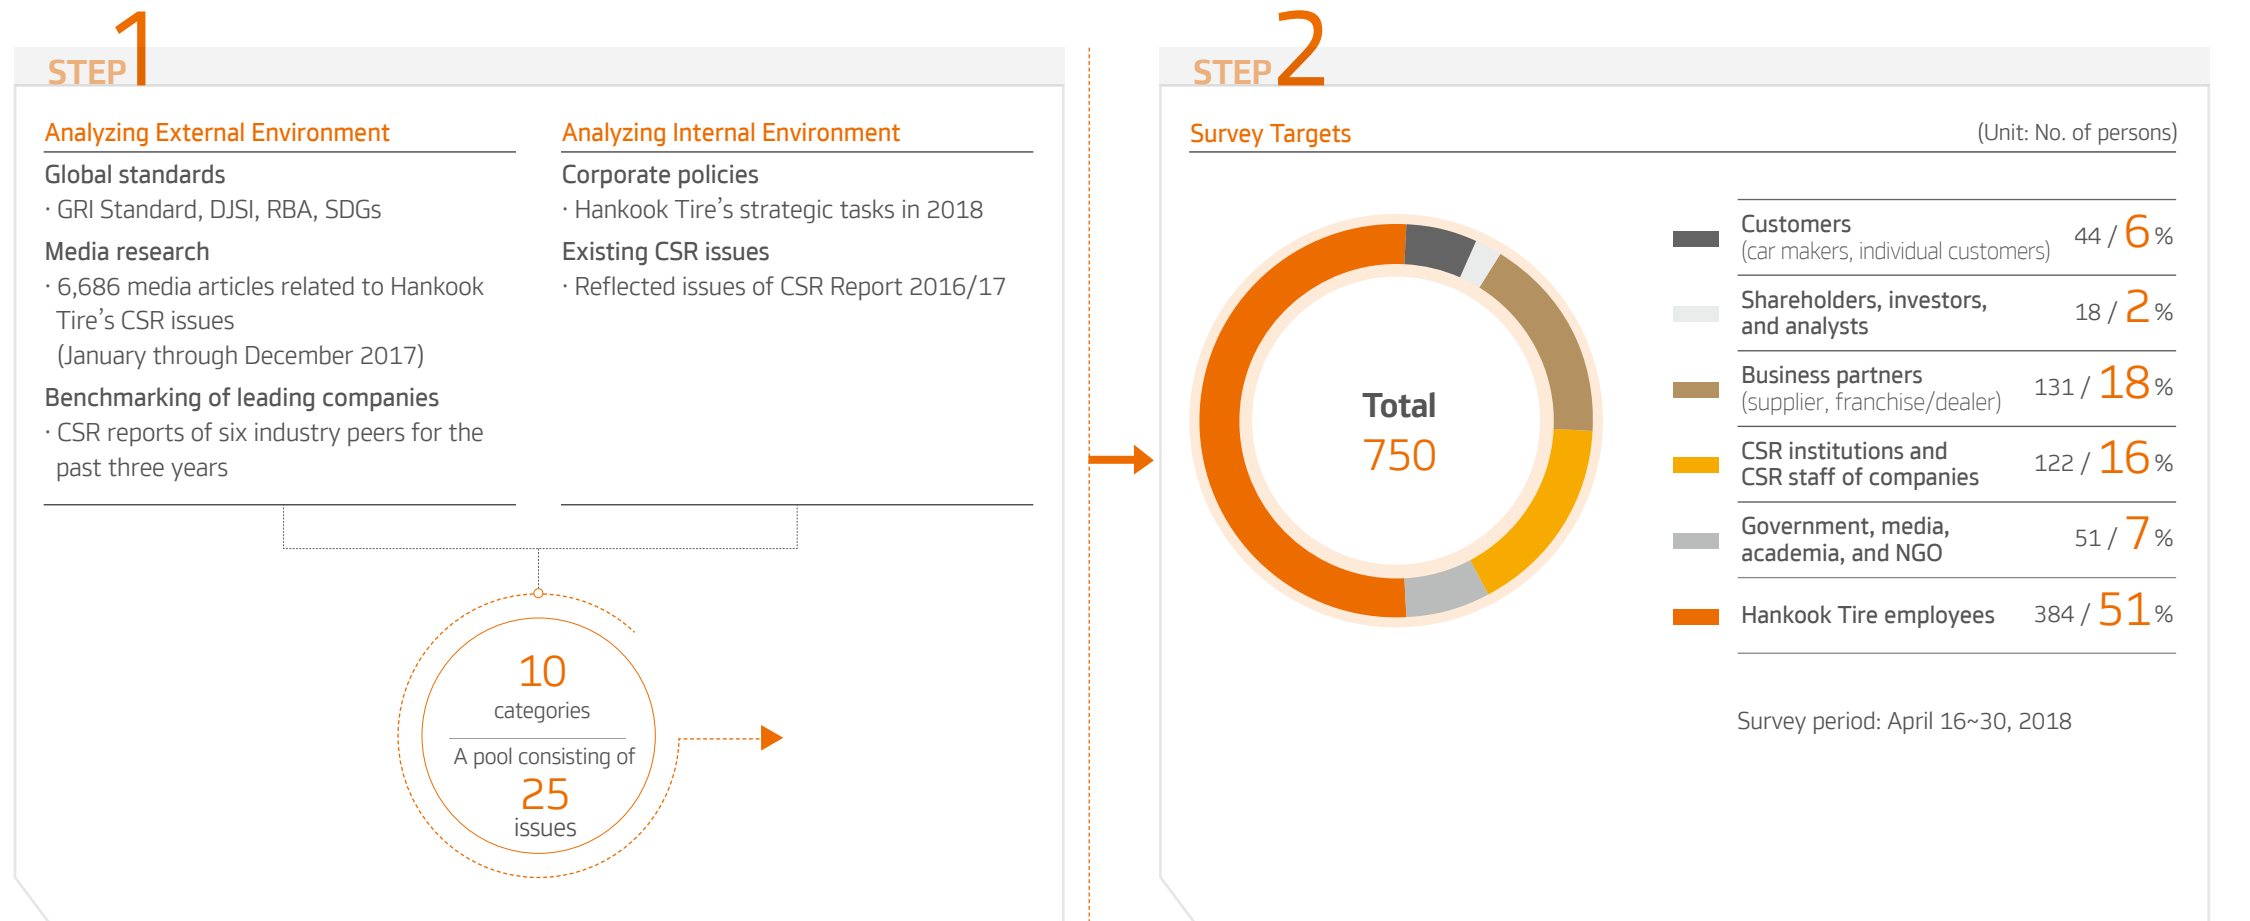 STEP 1
Analyzing External Environment
Global standards
· GRI Standard, DJSI, RBA, SDGs
Media research
· 6,686 media articles related to Hankook
Tire's CSR issues
(January through December 2017)
Benchmarking of leading companies
· CSR reports of six industry peers for the
past three years
Analyzing Internal Environment
Corporate policies
· Hankook Tire's strategic tasks in 2018
Existing CSR issues
· Reflected issues of CSR Report 2016/17
10
categories
A pool consisting of
25
issues
STEP 2
Survey Targets
(Unit: No. of persons)
Total
750
Customers
(car makers, individual customers)
44 / 6 %
Shareholders, investors,
and analysts
18 / 2 %
Business partners
(supplier, franchise/dealer)
131 / 18 %
CSR institutions and
CSR staff of companies
122 / 16 %
Government, media,
academia, and NGO
51 / 7 %
Hankook Tire employees
384 / 51 %
Survey period: April 16~30, 2018